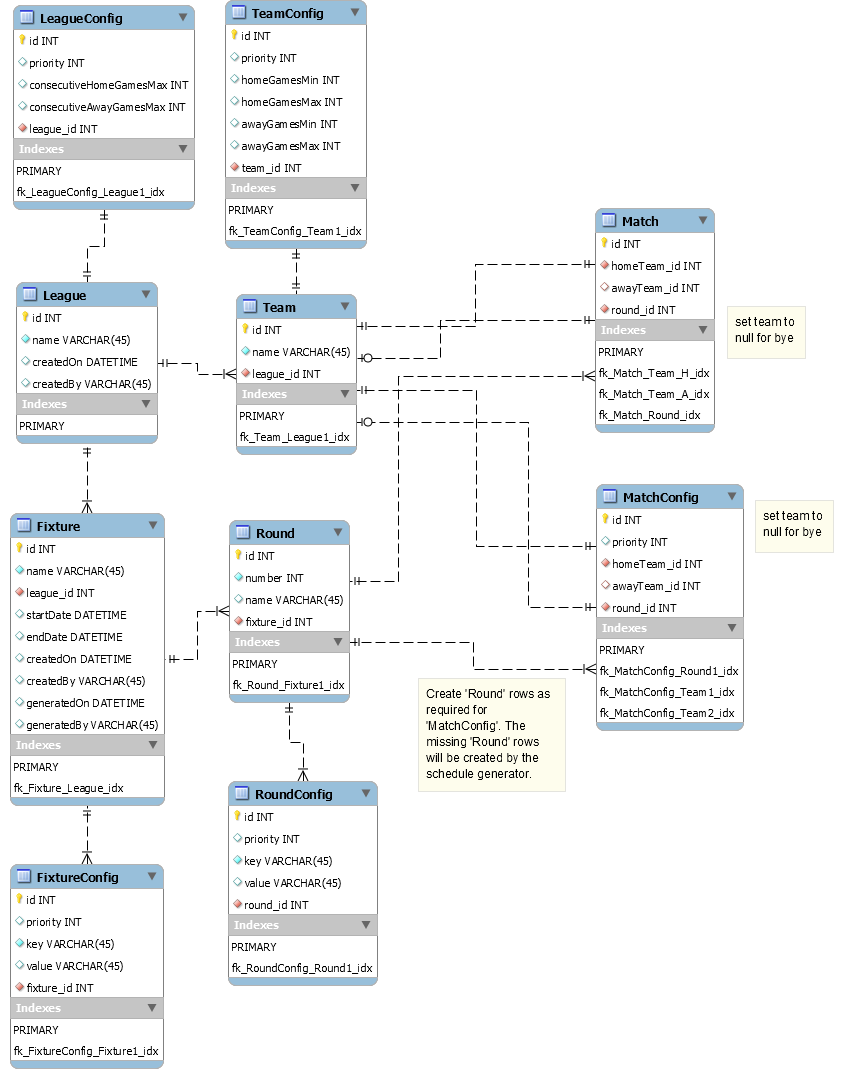 LeagueConfig
id INT
priority INT
consecutiveHomeGamesMax INT
consecutiveAwayGamesMax INT
league_id INT
Indexes
PRIMARY
fk_LeagueConfig_League1_idx
TeamConfig
id INT
priority INT
homeGamesMin INT
homeGamesMax INT
awayGamesMin INT
awayGamesMax INT
team_id INT
Indexes
PRIMARY
fk_TeamConfig_Team1_idx
Match
id INT
homeTeam_id INT
awayTeam_id INT
round_id INT
Indexes
PRIMARY
fk_Match_Team_H_idx
fk_Match_Team_A_idx
fk_Match_Round_idx
set team to
null for bye
League
id INT
name VARCHAR(45)
createdOn DATETIME
createdBy VARCHAR(45)
Indexes
PRIMARY
Team
id INT
name VARCHAR(45)
league_id INT
Indexes
PRIMARY
fk_Team_League1_idx
MatchConfig
id INT
priority INT
homeTeam_id INT
awayTeam_id INT
round_id INT
Indexes
PRIMARY
fk_MatchConfig_Round1_idx
fk_MatchConfig_Team1_idx
fk_MatchConfig_Team2_idx
set team to
null for bye
Fixture
id INT
name VARCHAR(45)
league_id INT
startDate DATETIME
endDate DATETIME
createdOn DATETIME
createdBy VARCHAR(45)
generatedOn DATETIME
generatedBy VARCHAR(45)
Indexes
PRIMARY
fk_Fixture_League_idx
Round
id INT
number INT
name VARCHAR(45)
fixture_id INT
Indexes
PRIMARY
fk_Round_Fixture1_idx
Create 'Round' rows as
required for
'MatchConfig'. The
missing 'Round' rows
will be created by the
schedule generator.
RoundConfig
id INT
priority INT
key VARCHAR(45)
value VARCHAR(45)
round_id INT
Indexes
PRIMARY
fk_RoundConfig_Round1_idx
FixtureConfig
id INT
priority INT
key VARCHAR(45)
value VARCHAR(45)
fixture_id INT
Indexes
PRIMARY
fk_FixtureConfig_Fixture1_idx